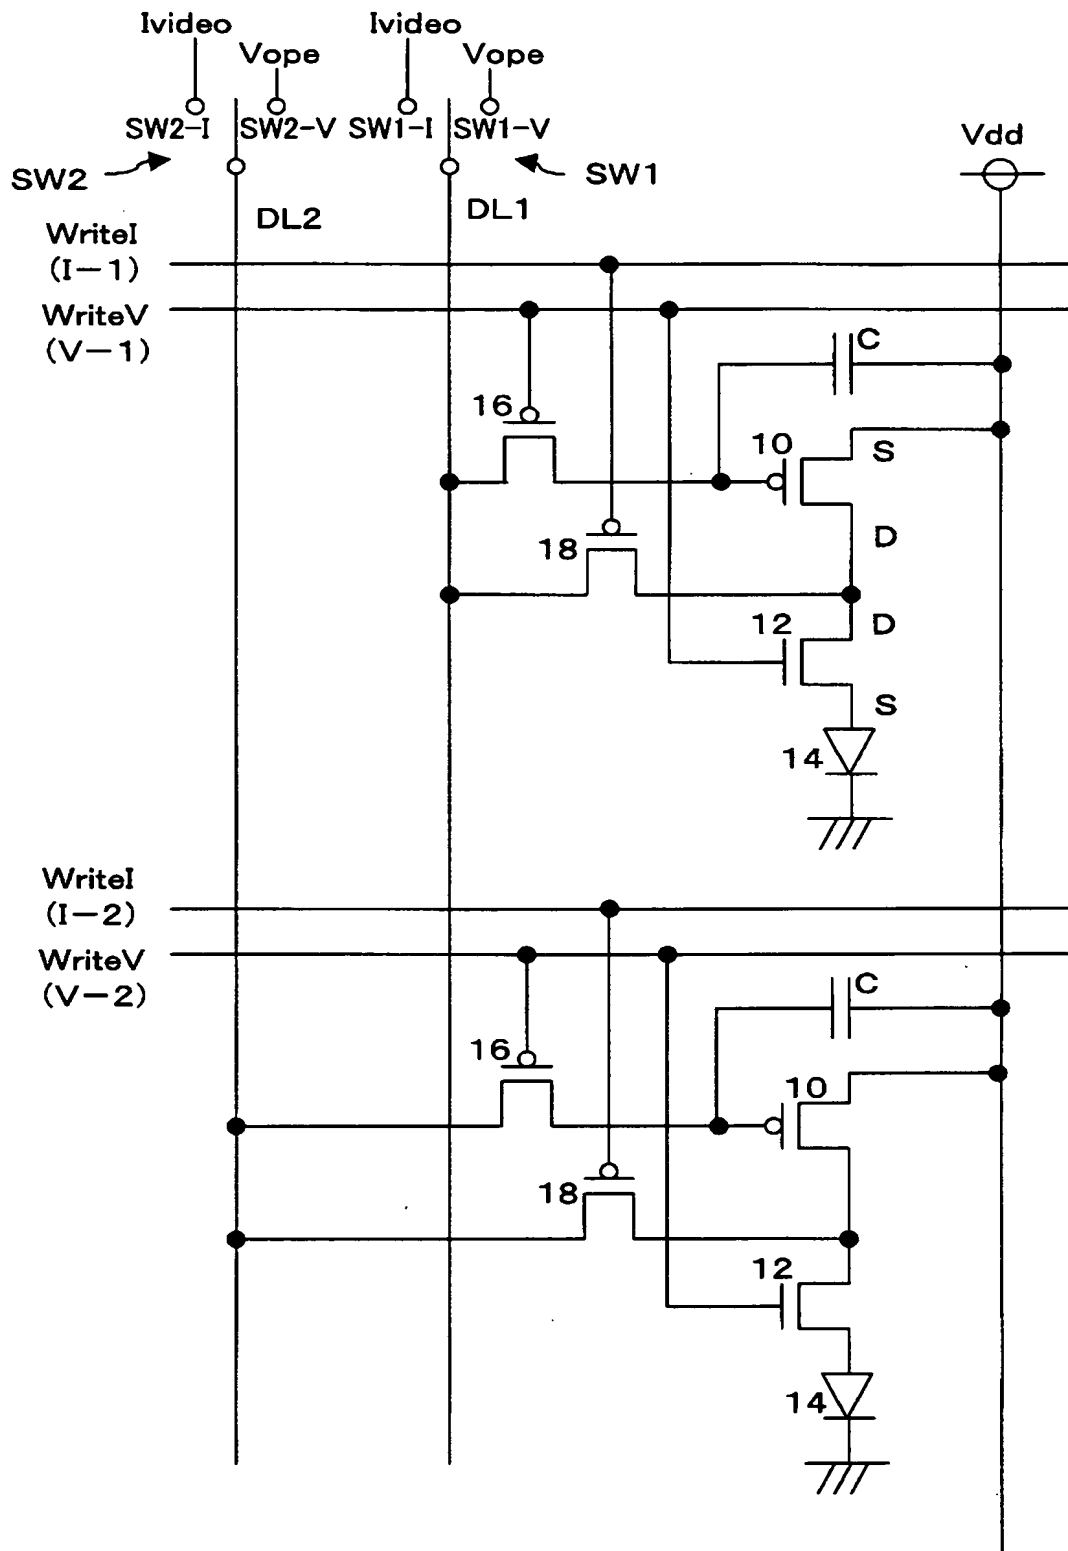 Ivideo
Ivideo
Vope
Vope
SW2-I
SW2-V
SW1-I
SW1-V
Vdd
SW2
SW1
DL2
DL1
WriteI
(I-1)
WriteV
(V-1)
C
16
10
S
D
18
12
D
S
14
WriteI
(I-2)
WriteV
(V-2)
C
16
10
18
12
14